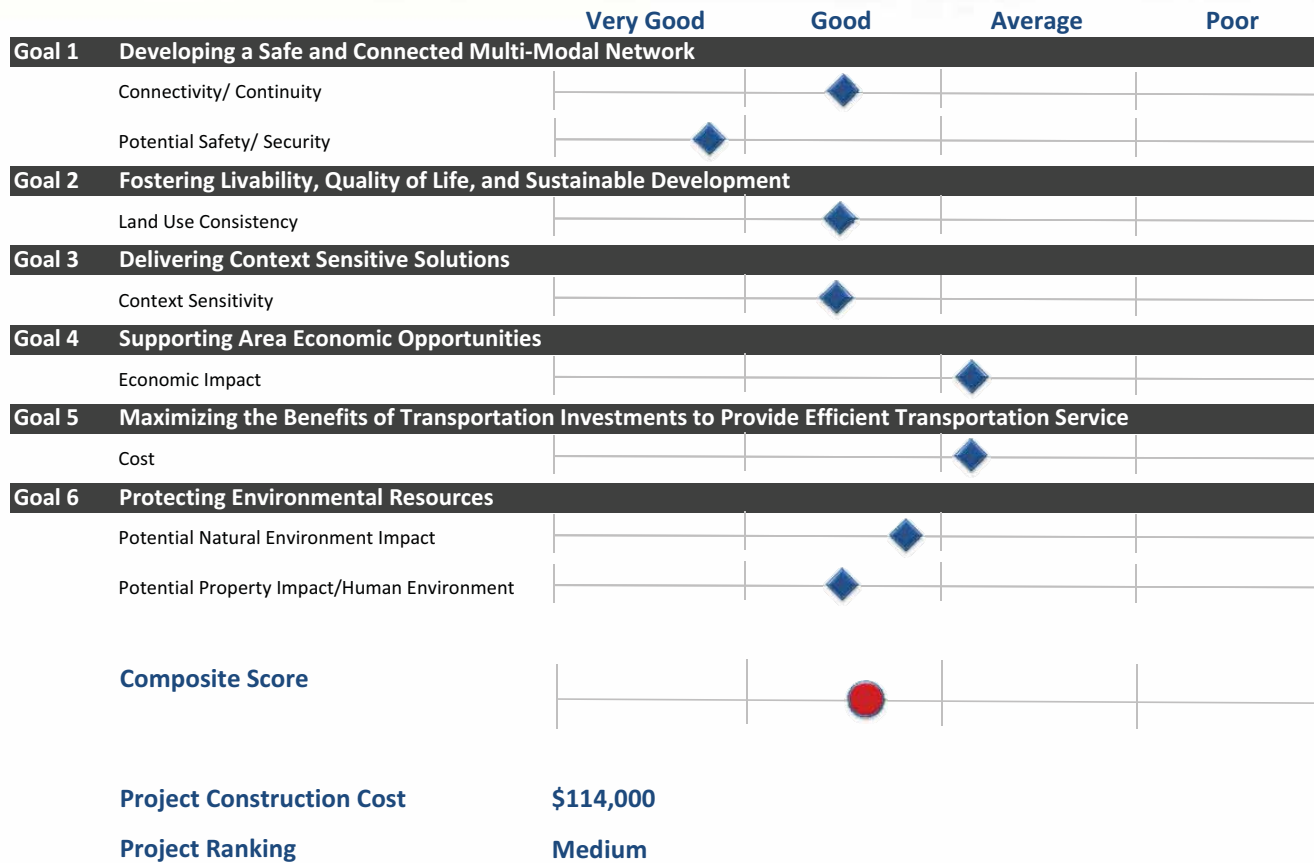 Very Good Good Average Poor
Goal 1 Developing a Safe and Connected Multi-Modal Network
Connectivity/ Continuity
Potential Safety/ Security
Goal 2 Fostering Livability, Quality of Life, and Sustainable Development
Land Use Consistency
Goal 3 Delivering Context Sensitive Solutions
Context Sensitivity
Goal 4 Supporting Area Economic Opportunities
Economic Impact
Goal 5 Maximizing the Benefits of Transportation Investments to Provide Efficient Transportation Service
Cost
Goal 6 Protecting Environmental Resources
Potential Natural Environment Impact
Potential Property Impact/Human Environment
Composite Score
Project Construction Cost $114,000
Project Ranking Medium